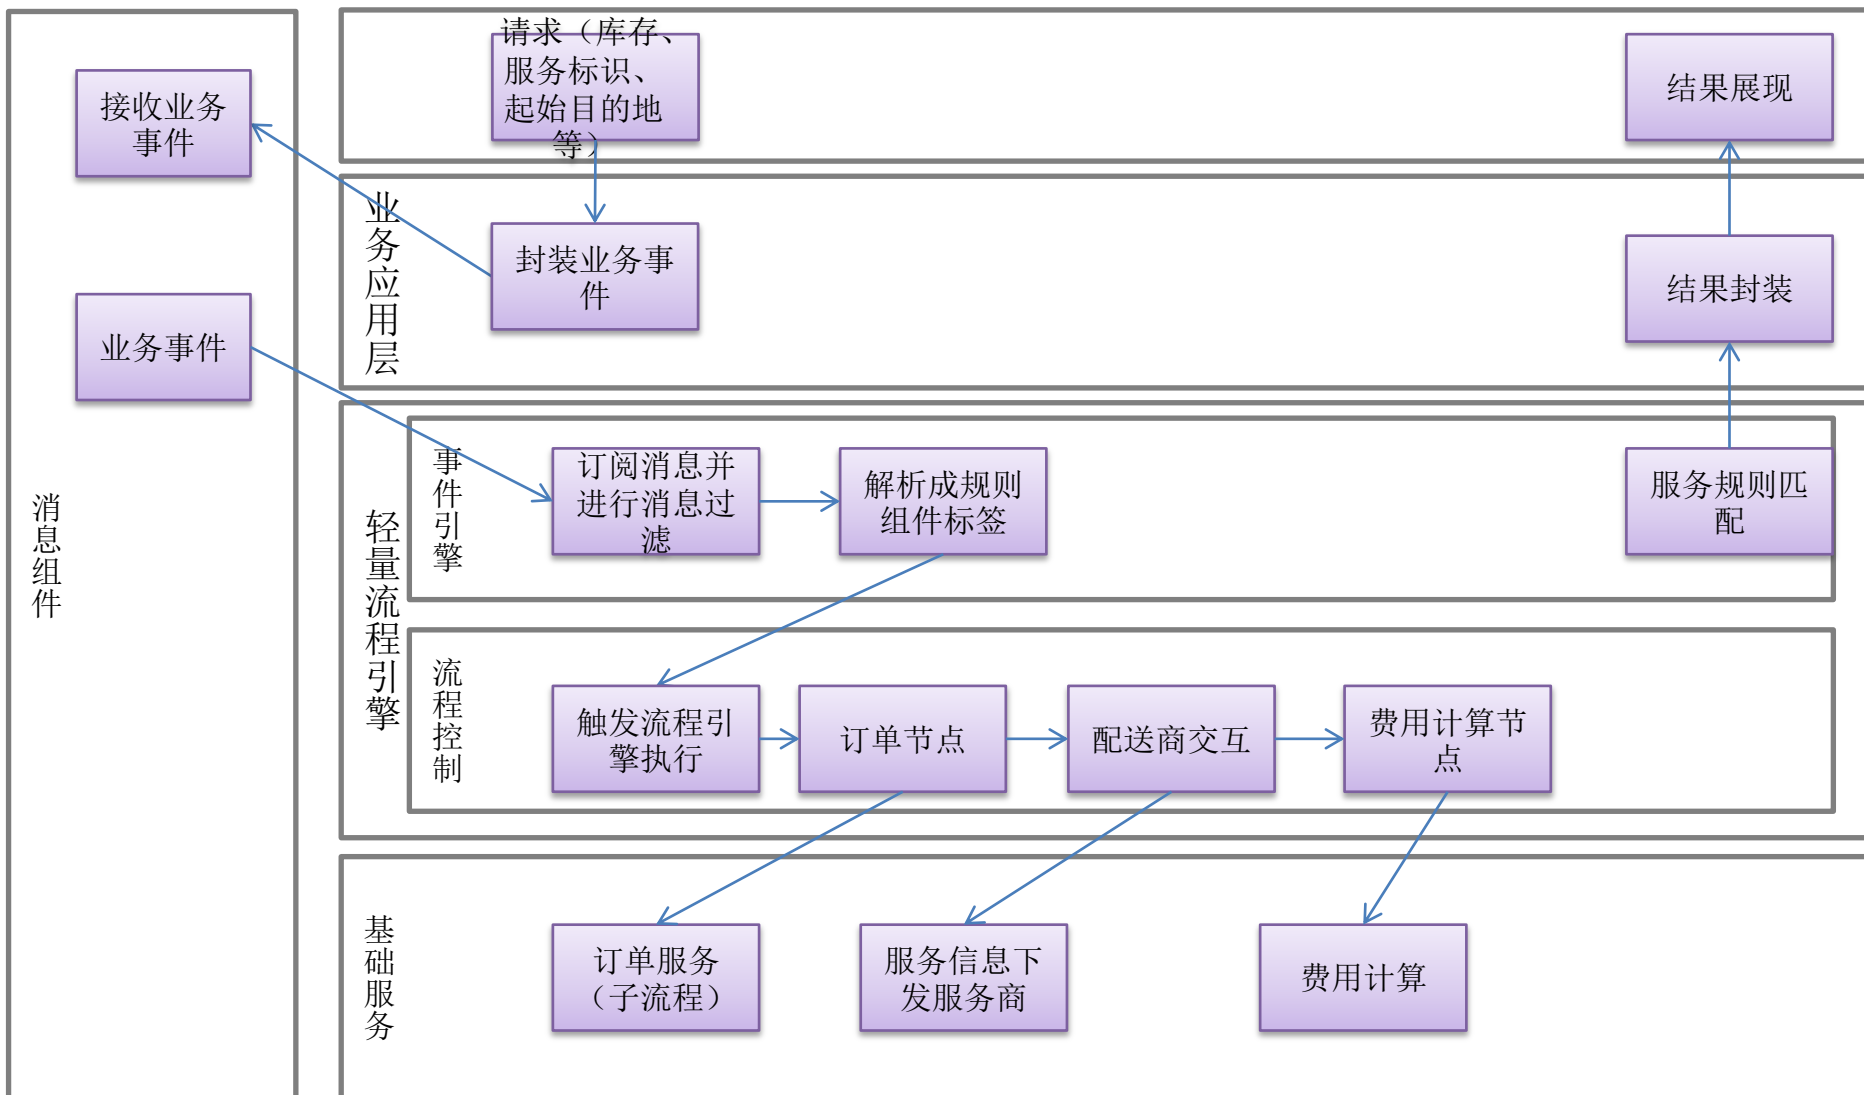 请求（库存、
服务标识、
起始目的地
等）
结果展现
接收业务
事件
业务应用层
封装业务事
件
结果封装
业务事件
消息组件
轻量流程引擎
事件引擎
订阅消息并
进行消息过
滤
解析成规则
组件标签
服务规则匹
配
流程控制
触发流程引
擎执行
订单节点
配送商交互
费用计算节
点
基础服务
订单服务
（子流程）
服务信息下
发服务商
费用计算